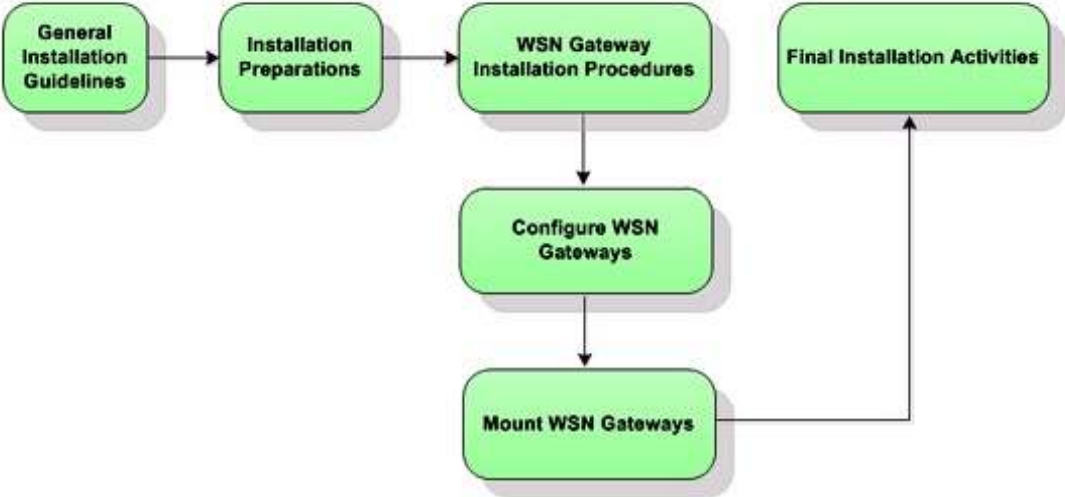 General
Installation
Guidelines
Installation
Preparations
WSN Gateway
Installation Procedures
Final Installation Activities
Configure WSN
Gateways
Mount WSN Gateways